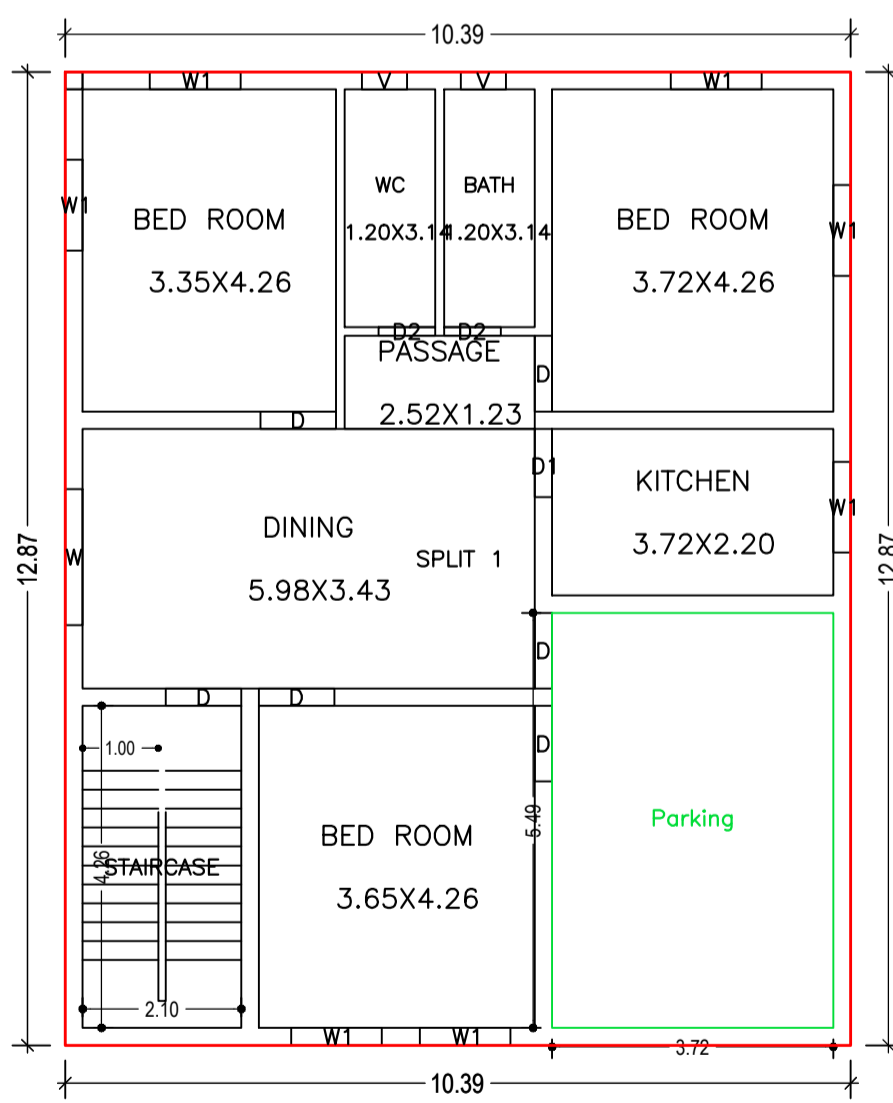 10.39
W1
V
V
W1
WC
BATH
W1
BED ROOM
BED ROOM
1.20X3.14
1.20X3.14
W1
3.35X4.26
3.72X4.26
D2
D2
PASSAGE
D
2.52X1.23
D
D1
KITCHEN
W1
DINING
3.72X2.20
12.87
12.87
W
SPLIT 1
5.98X3.43
D
D
D
D
1.00
5.49
Parking
BED ROOM
4.26
STAIRCASE
3.65X4.26
2.10
W1
W1
3.72
10.39